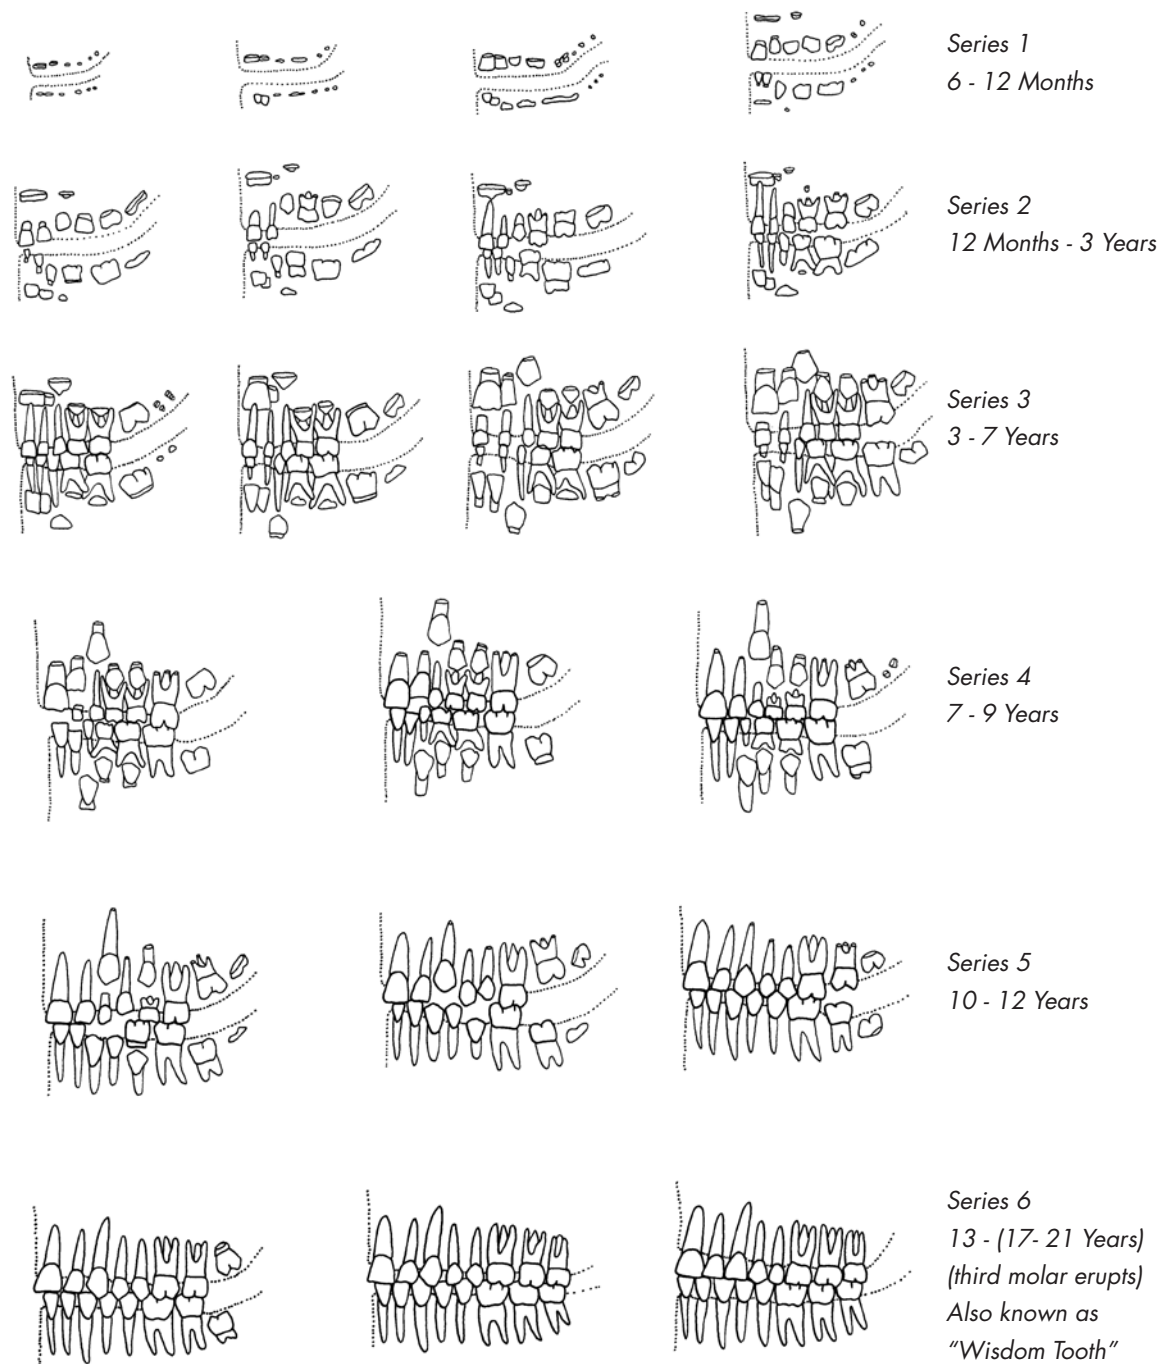 Series 1
6 - 12 Months
Series 2
12 Months - 3 Years
Series 3
3 - 7 Years
Series 4
7 - 9 Years
Series 5
10 - 12 Years
Series 6
13 - (17- 21 Years)
(third molar erupts)
Also known as
“Wisdom Tooth”